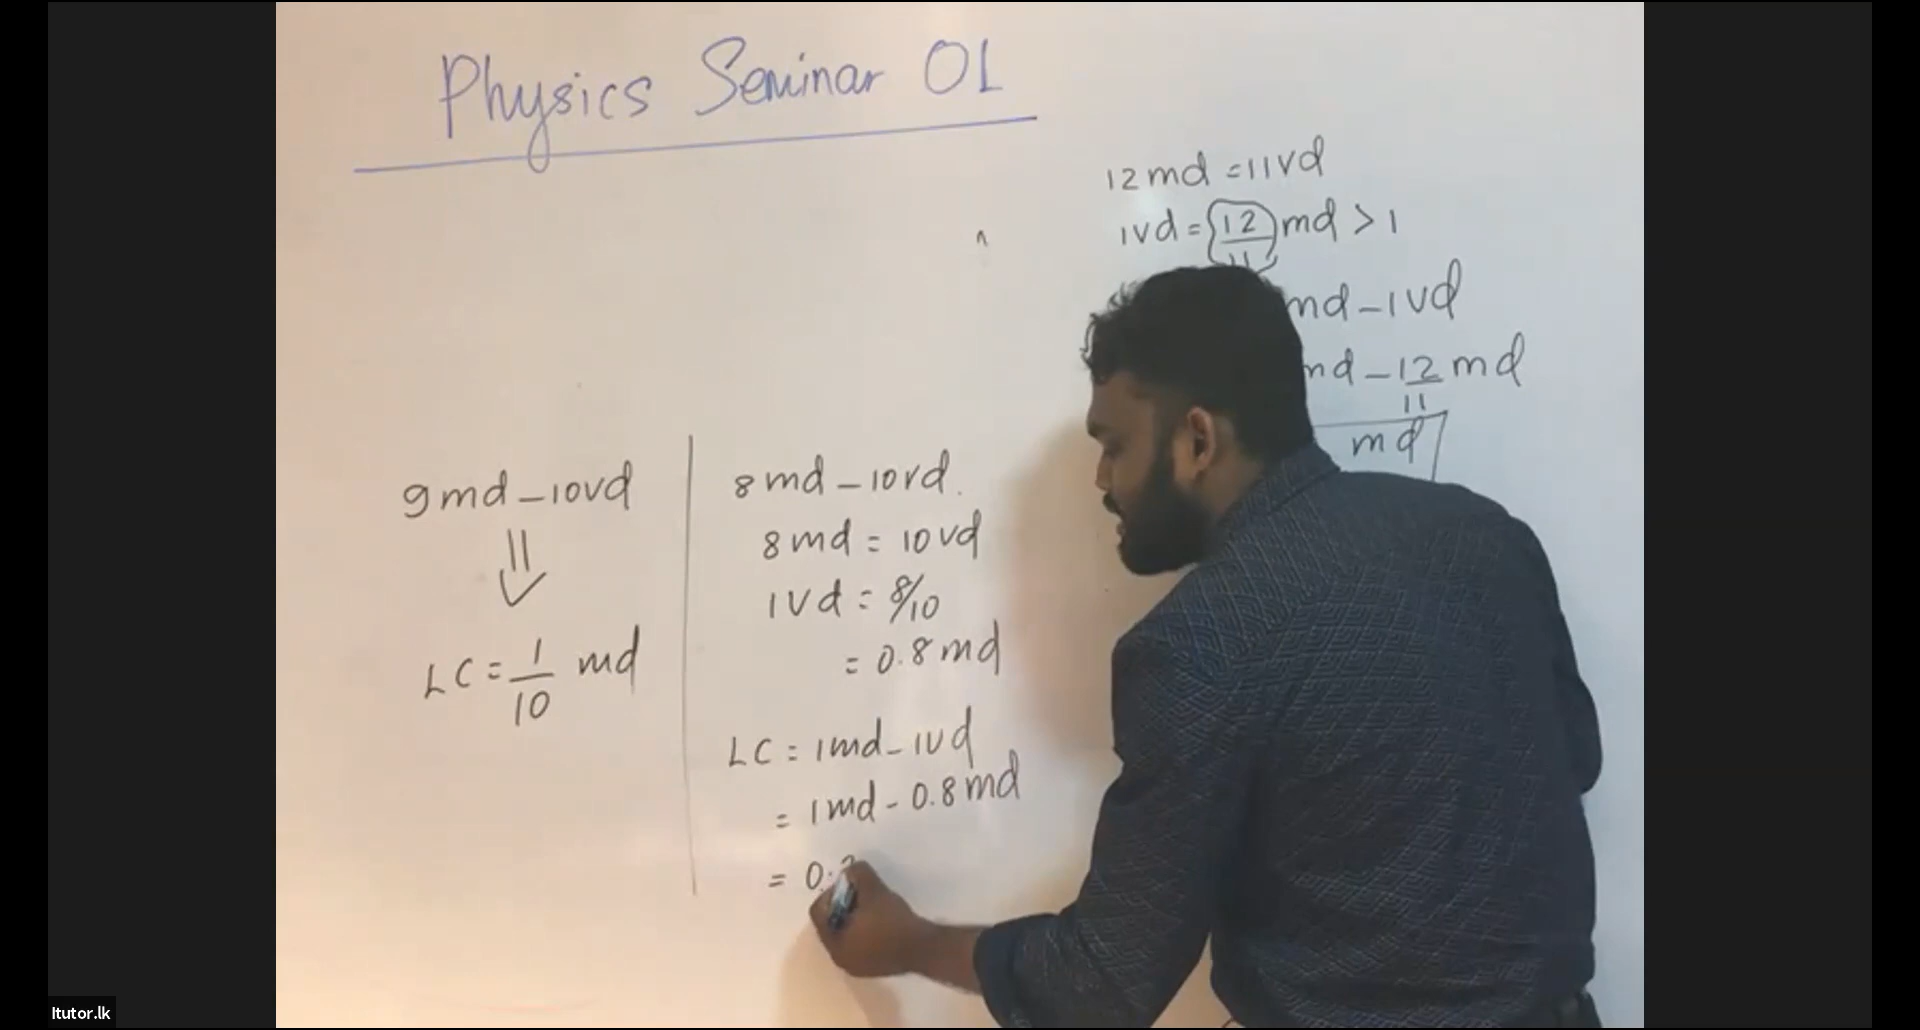 Physics Seminar OL
12md =11vd
1vd = 12/11 md > 1
md - 1vd
md - 12/11 md
md
9md - 10vd
LC = 1/10 md
8md - 10vd.
8md = 10vd
1vd = 8/10
= 0.8md
LC = 1md - 1vd
= 1md - 0.8md
= 0.
Itutor.lk